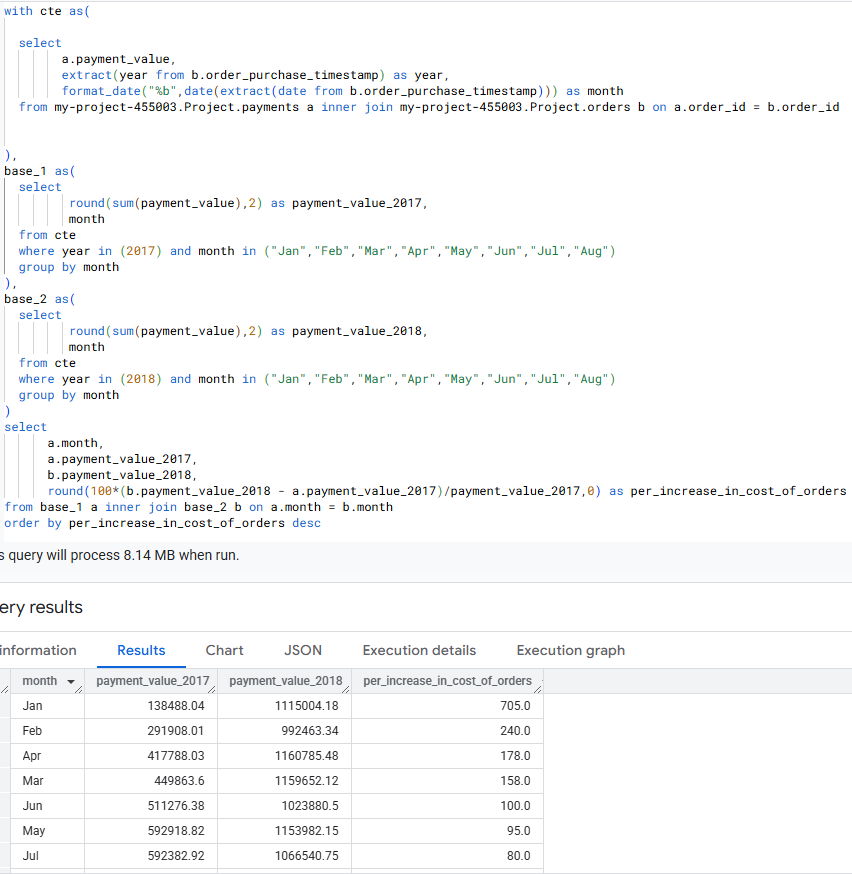 with cte as(
select
a.payment_value,
extract(year from b.order_purchase_timestamp) as year,
format_date("%b",date(extract(date from b.order_purchase_timestamp))) as month
from my-project-455003.Project.payments a inner join my-project-455003.Project.orders b on a.order_id = b.order_id
),
base_1 as(
select
round(sum(payment_value),2) as payment_value_2017,
month
from cte
where year in (2017) and month in ("Jan","Feb","Mar","Apr","May","Jun","Jul","Aug")
group by month
),
base_2 as(
select
round(sum(payment_value),2) as payment_value_2018,
month
from cte
where year in (2018) and month in ("Jan","Feb","Mar","Apr","May","Jun","Jul","Aug")
group by month
)
select
a.month,
a.payment_value_2017,
b.payment_value_2018,
round(100*(b.payment_value_2018 - a.payment_value_2017)/payment_value_2017,0) as per_increase_in_cost_of_orders
from base_1 a inner join base_2 b on a.month = b.month
order by per_increase_in_cost_of_orders desc
s query will process 8.14 MB when run.
ery results
information Results Chart JSON Execution details Execution graph
month payment_value_2017 payment_value_2018 per_increase_in_cost_of_orders
Jan 138488.04 1115004.18 705.0
Feb 291908.01 992463.34 240.0
Apr 417788.03 1160785.48 178.0
Mar 449863.6 1159652.12 158.0
Jun 511276.38 1023880.5 100.0
May 592918.82 1153982.15 95.0
Jul 592382.92 1066540.75 80.0